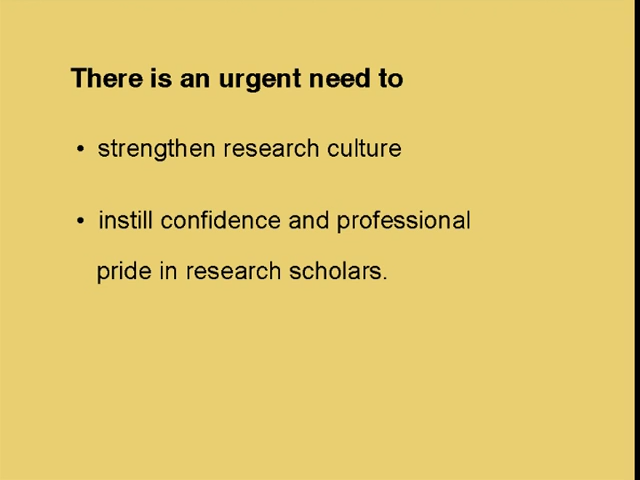 There is an urgent need to
• strengthen research culture
• instill confidence and professional
pride in research scholars.